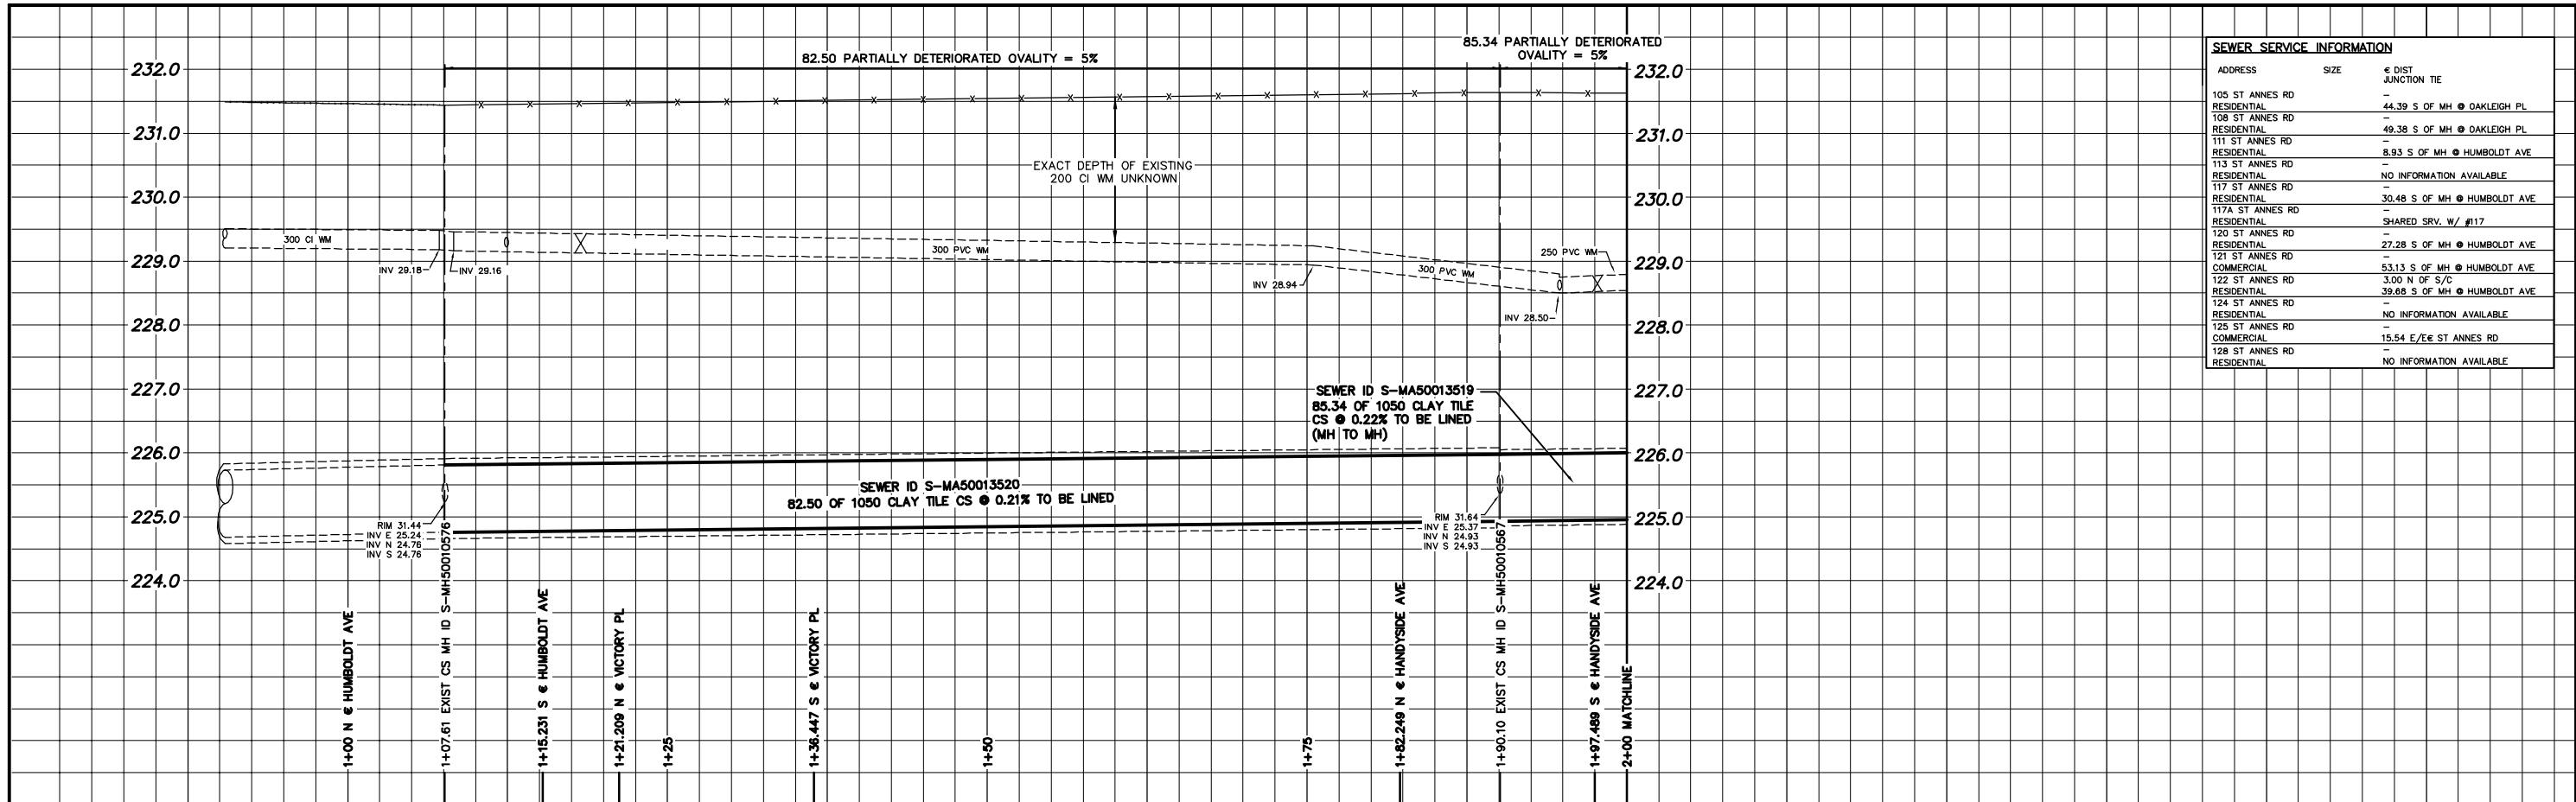 82.50 PARTIALLY DETERIORATED OVALITY = 5%
85.34 PARTIALLY DETERIORATED
OVALITY = 5%
232.0
231.0
230.0
229.0
228.0
227.0
226.0
225.0
224.0
232.0
231.0
230.0
229.0
228.0
227.0
226.0
225.0
224.0
EXACT DEPTH OF EXISTING
200 CI WM UNKNOWN
300 CI WM
INV 29.18
INV 29.16
300 PVC WM
INV 28.94
300 PVC WM
250 PVC WM
INV 28.50
SEWER ID S-MA50013519
85.34 OF 1050 CLAY TILE
CS @ 0.22% TO BE LINED
(MH TO MH)
SEWER ID S-MA50013520
82.50 OF 1050 CLAY TILE CS @ 0.21% TO BE LINED
RIM 31.44
INV E 25.24
INV N 24.76
INV S 24.76
RIM 31.64
INV E 25.37
INV N 24.93
INV S 24.93
1+00 N ⅊ HUMBOLDT AVE
1+07.61 EXIST CS MH ID S-MH50010576
1+15.231 S ⅊ HUMBOLDT AVE
1+21.209 N ⅊ VICTORY PL
1+25
1+36.447 S ⅊ VICTORY PL
1+50
1+75
1+82.249 N ⅊ HANDYSIDE AVE
1+90.10 EXIST CS MH ID S-MH50010567
1+97.489 S ⅊ HANDYSIDE AVE
2+00 MATCHLINE
SEWER SERVICE INFORMATION
ADDRESS SIZE € DIST
JUNCTION TIE
105 ST ANNES RD –
RESIDENTIAL 44.39 S OF MH @ OAKLEIGH PL
108 ST ANNES RD –
RESIDENTIAL 49.38 S OF MH @ OAKLEIGH PL
111 ST ANNES RD –
RESIDENTIAL 8.93 S OF MH @ HUMBOLDT AVE
113 ST ANNES RD –
RESIDENTIAL NO INFORMATION AVAILABLE
117 ST ANNES RD –
RESIDENTIAL 30.48 S OF MH @ HUMBOLDT AVE
117A ST ANNES RD –
RESIDENTIAL SHARED SRV. W/ #117
120 ST ANNES RD –
RESIDENTIAL 27.28 S OF MH @ HUMBOLDT AVE
121 ST ANNES RD –
COMMERCIAL 53.13 S OF MH @ HUMBOLDT AVE
122 ST ANNES RD 3.00 N OF S/C
RESIDENTIAL 39.68 S OF MH @ HUMBOLDT AVE
124 ST ANNES RD –
RESIDENTIAL NO INFORMATION AVAILABLE
125 ST ANNES RD –
COMMERCIAL 15.54 E/E€ ST ANNES RD
128 ST ANNES RD –
RESIDENTIAL NO INFORMATION AVAILABLE